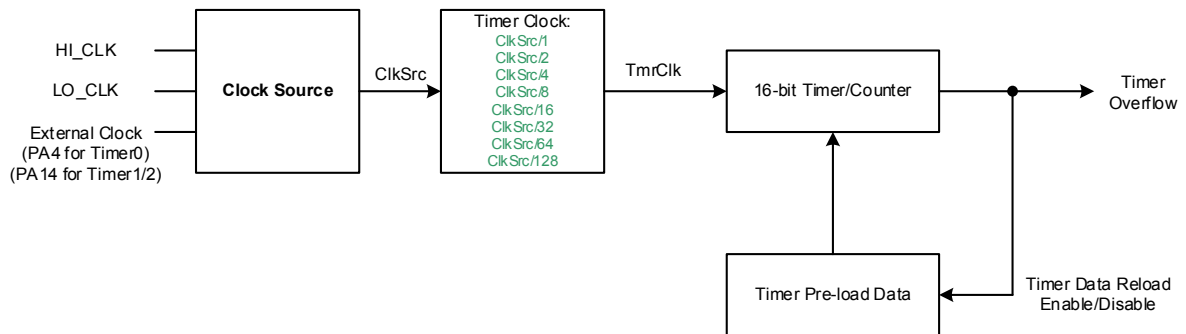 HI_CLK
LO_CLK
External Clock
(PA4 for Timer0)
(PA14 for Timer1/2)
Clock Source
ClkSrc
Timer Clock:
ClkSrc/1
ClkSrc/2
ClkSrc/4
ClkSrc/8
ClkSrc/16
ClkSrc/32
ClkSrc/64
ClkSrc/128
TmrClk
16-bit Timer/Counter
Timer
Overflow
Timer Pre-load Data
Timer Data Reload
Enable/Disable